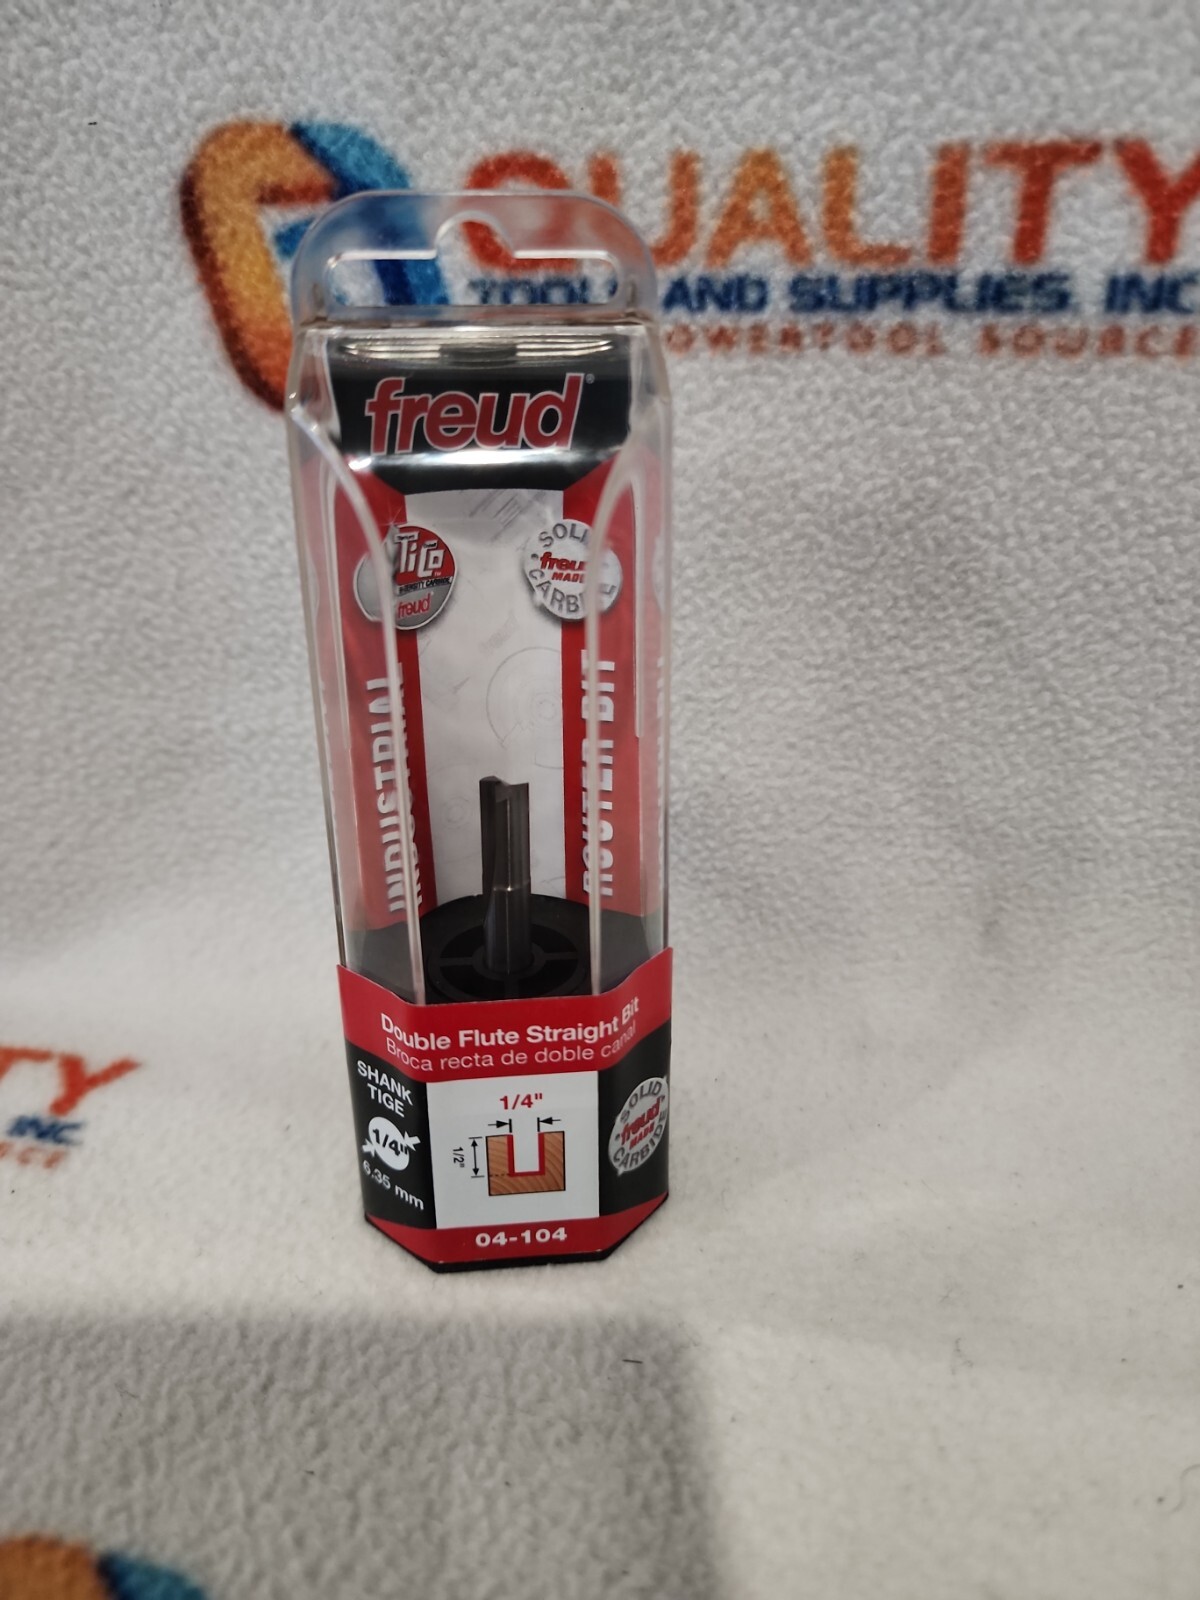 QUALITY
TOOLS AND SUPPLIES, INC
POWERTOOL SOURCE
freud®
TiCo
freud
SOLID
freud
MADE
CARBIDE
INDUSTRIAL
ROUTER BIT
Double Flute Straight Bit
Broca recta de doble canal
SHANK
TIGE
1/4"
6.35 mm
1/4"
1/2"
SOLID
freud
MADE
CARBIDE
04-104
TY
INC